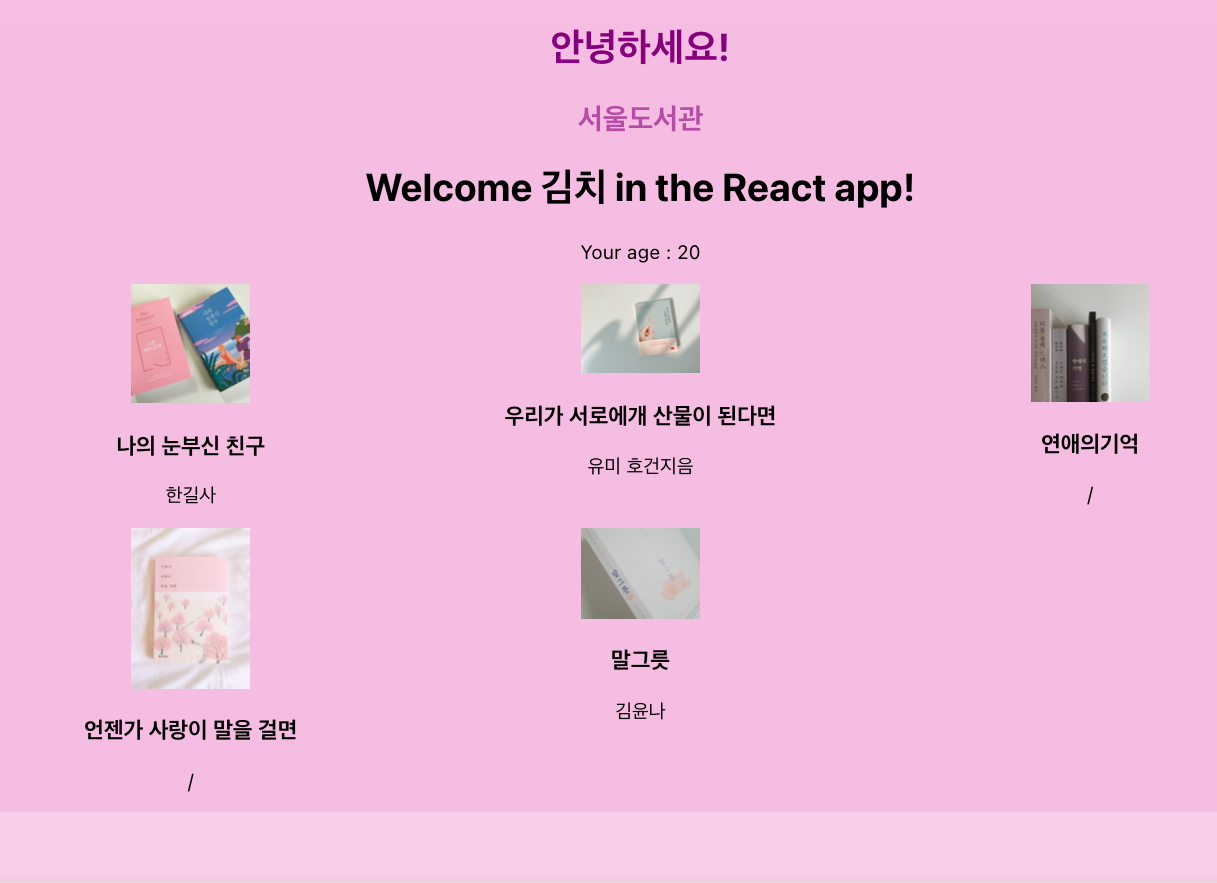 안녕하세요!
서울도서관
Welcome 김치 in the React app!
Your age : 20
나의 눈부신 친구
한길사
우리가 서로에개 산물이 된다면
유미 호건지음
연애의기억
/
언젠가 사랑이 말을 걸면
/
말그릇
김윤나